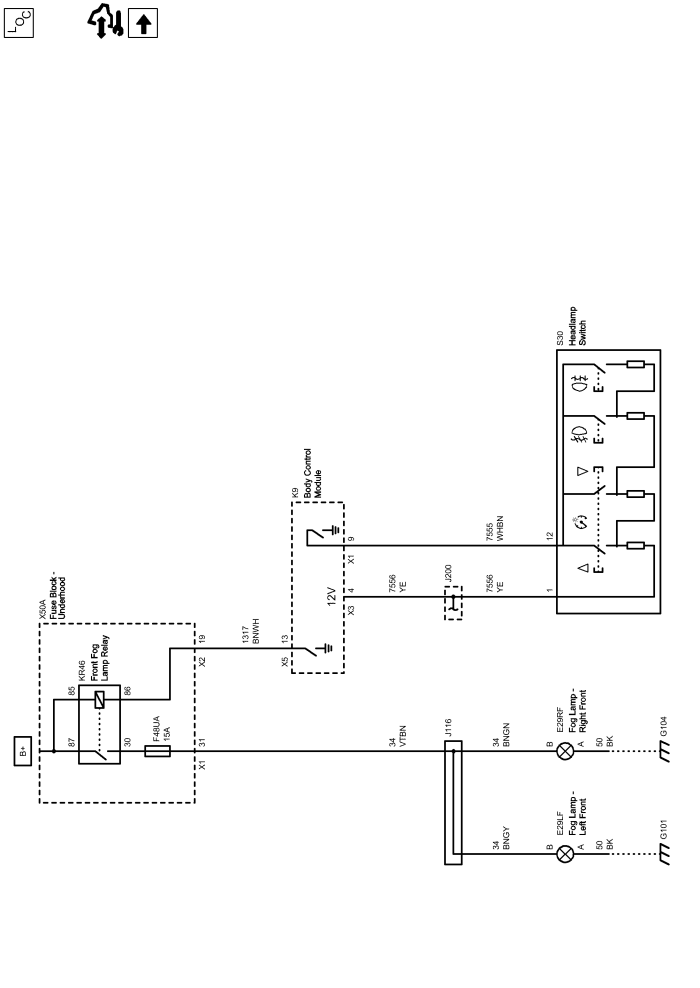 LOC
B+
X50A
Fuse Block -
Underhood
87
85
KR46
Front Fog
Lamp Relay
30
86
F48UA
15A
31
X1
19
X2
1317
BNWH
K9
Body Control
Module
13
X5
12V
4
X3
9
X1
34
VTBN
7556
YE
J116
J200
34
BNGY
34
BNGN
7556
YE
7555
WHBN
S30
Headlamp
Switch
1
12
B
E29LF
Fog Lamp -
Left Front
A
B
E29RF
Fog Lamp -
Right Front
A
50
BK
50
BK
G101
G104